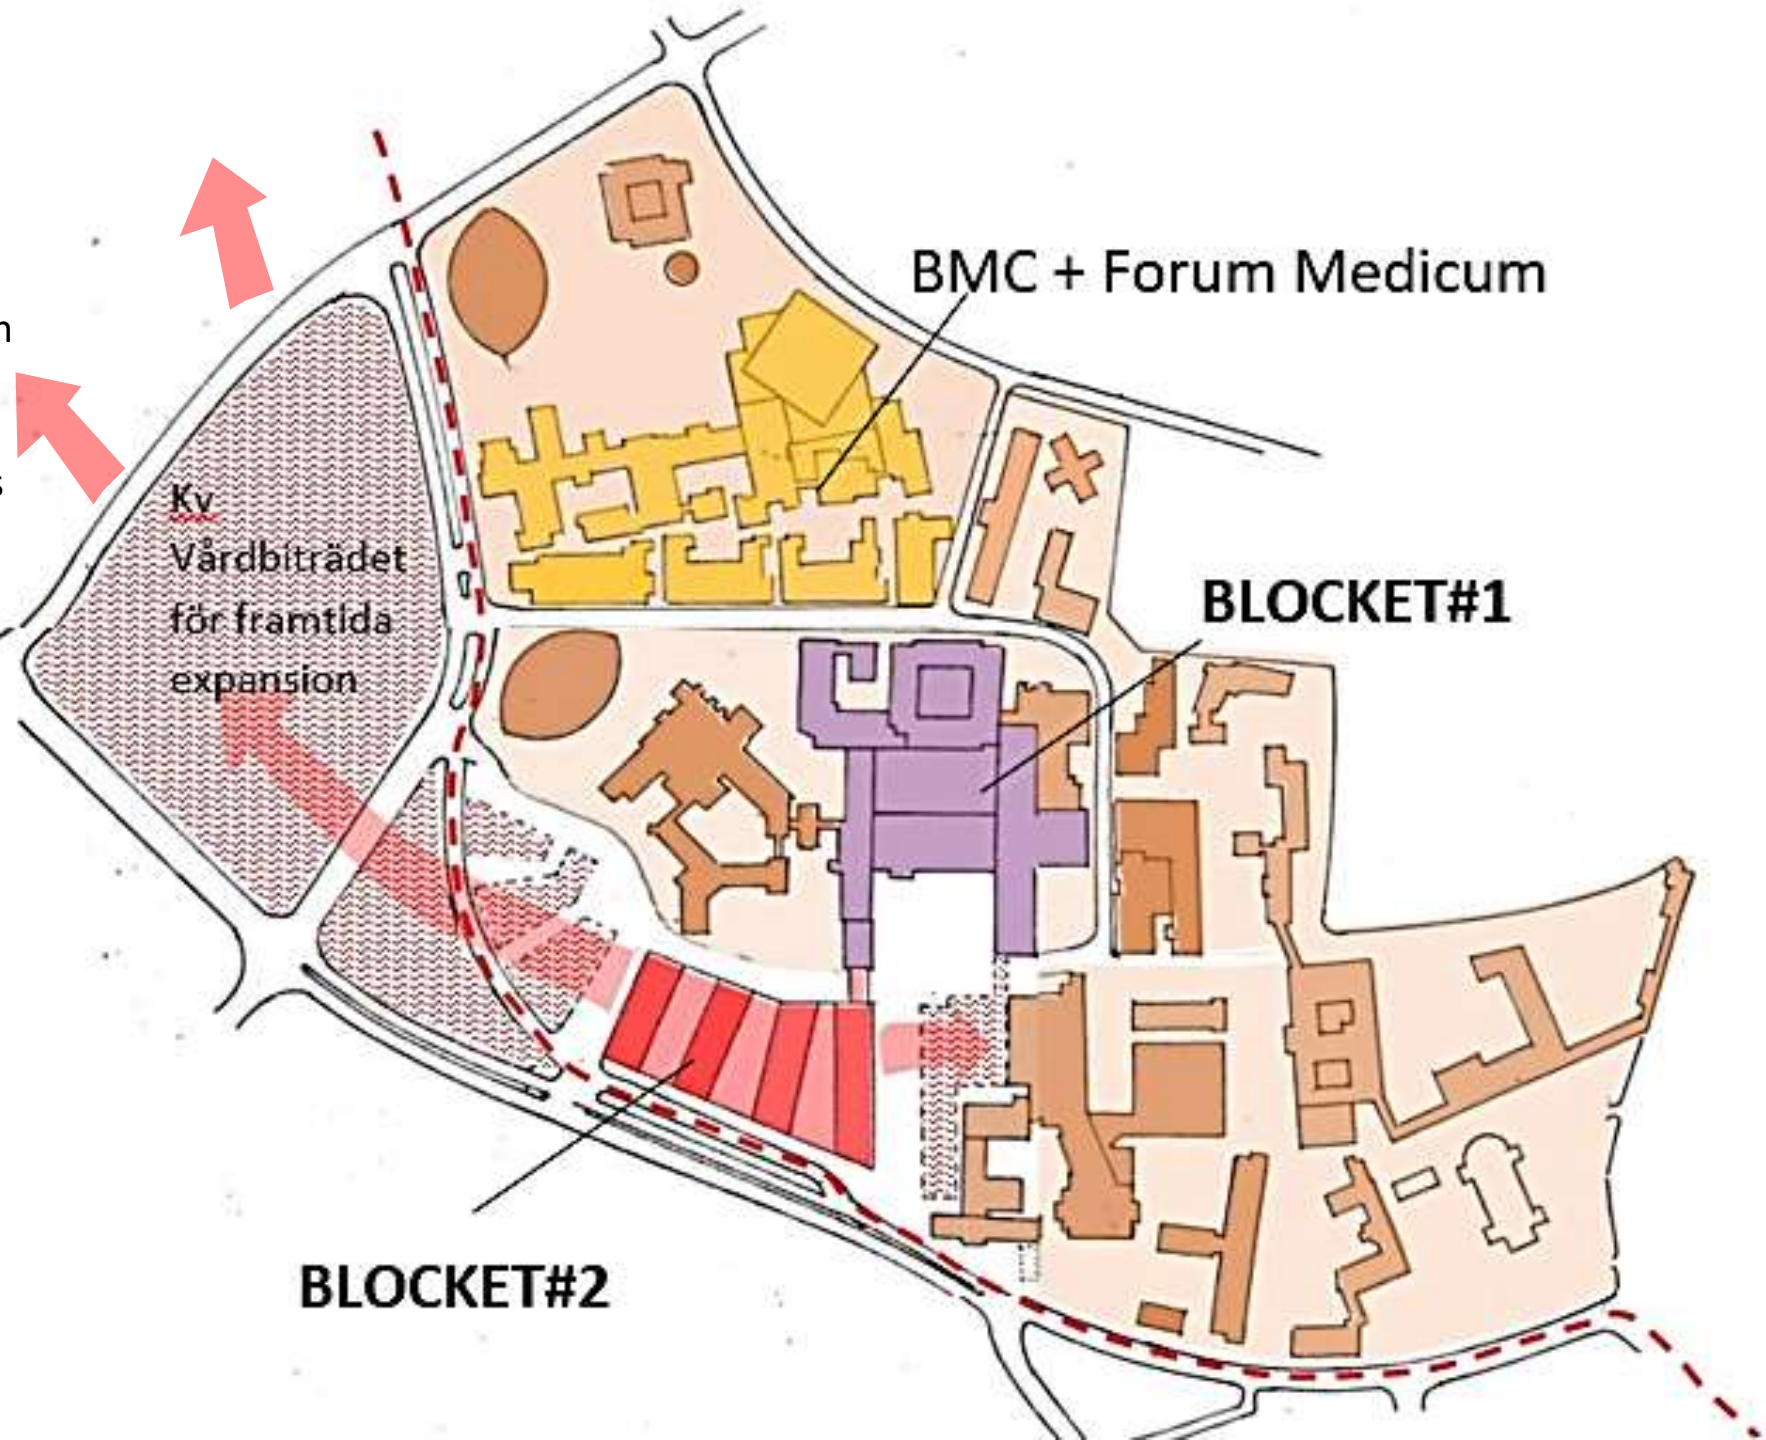 BMC + Forum Medicum
n
s
Kv
Vårdbiträdet
för framtida
expansion
BLOCKET#1
BLOCKET#2